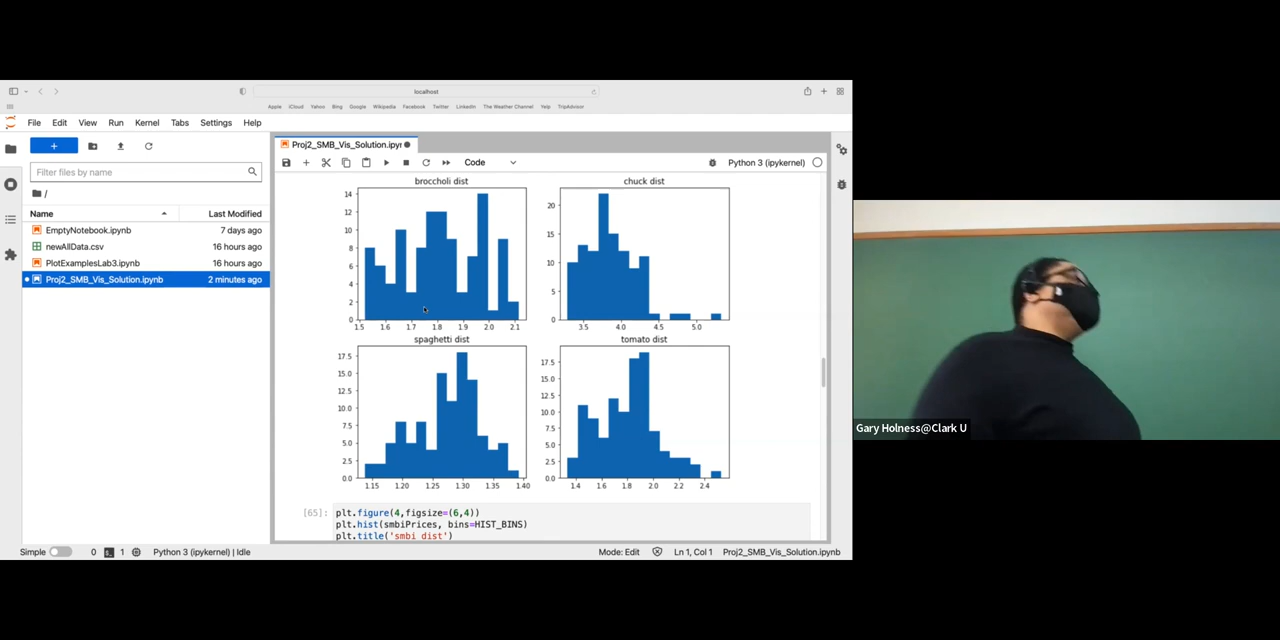 localhost
Apple iCloud Yahoo Bing Google Wikipedia Facebook Twitter LinkedIn The Weather Channel Yelp TripAdvisor
File Edit View Run Kernel Tabs Settings Help
Proj2_SMB_Vis_Solution.ipyr
+
Filter files by name
/
Name Last Modified
EmptyNotebook.ipynb 7 days ago
newAllData.csv 16 hours ago
PlotExamplesLab3.ipynb 16 hours ago
Proj2_SMB_Vis_Solution.ipynb 2 minutes ago
Code Python 3 (ipykernel)
broccholi dist
14
12
10
8
6
4
2
0
1.5 1.6 1.7 1.8 1.9 2.0 2.1
chuck dist
20
15
10
5
0
3.5 4.0 4.5 5.0
spaghetti dist
17.5
15.0
12.5
10.0
7.5
5.0
2.5
0.0
1.15 1.20 1.25 1.30 1.35 1.40
tomato dist
17.5
15.0
12.5
10.0
7.5
5.0
2.5
0.0
1.4 1.6 1.8 2.0 2.2 2.4
[65]: plt.figure(4,figsize=(6,4))
plt.hist(smbiPrices, bins=HIST_BINS)
plt.title('smbi dist')
Simple 0 1 Python 3 (ipykernel) | Idle Mode: Edit Ln 1, Col 1 Proj2_SMB_Vis_Solution.ipynb
Gary Holness@Clark U